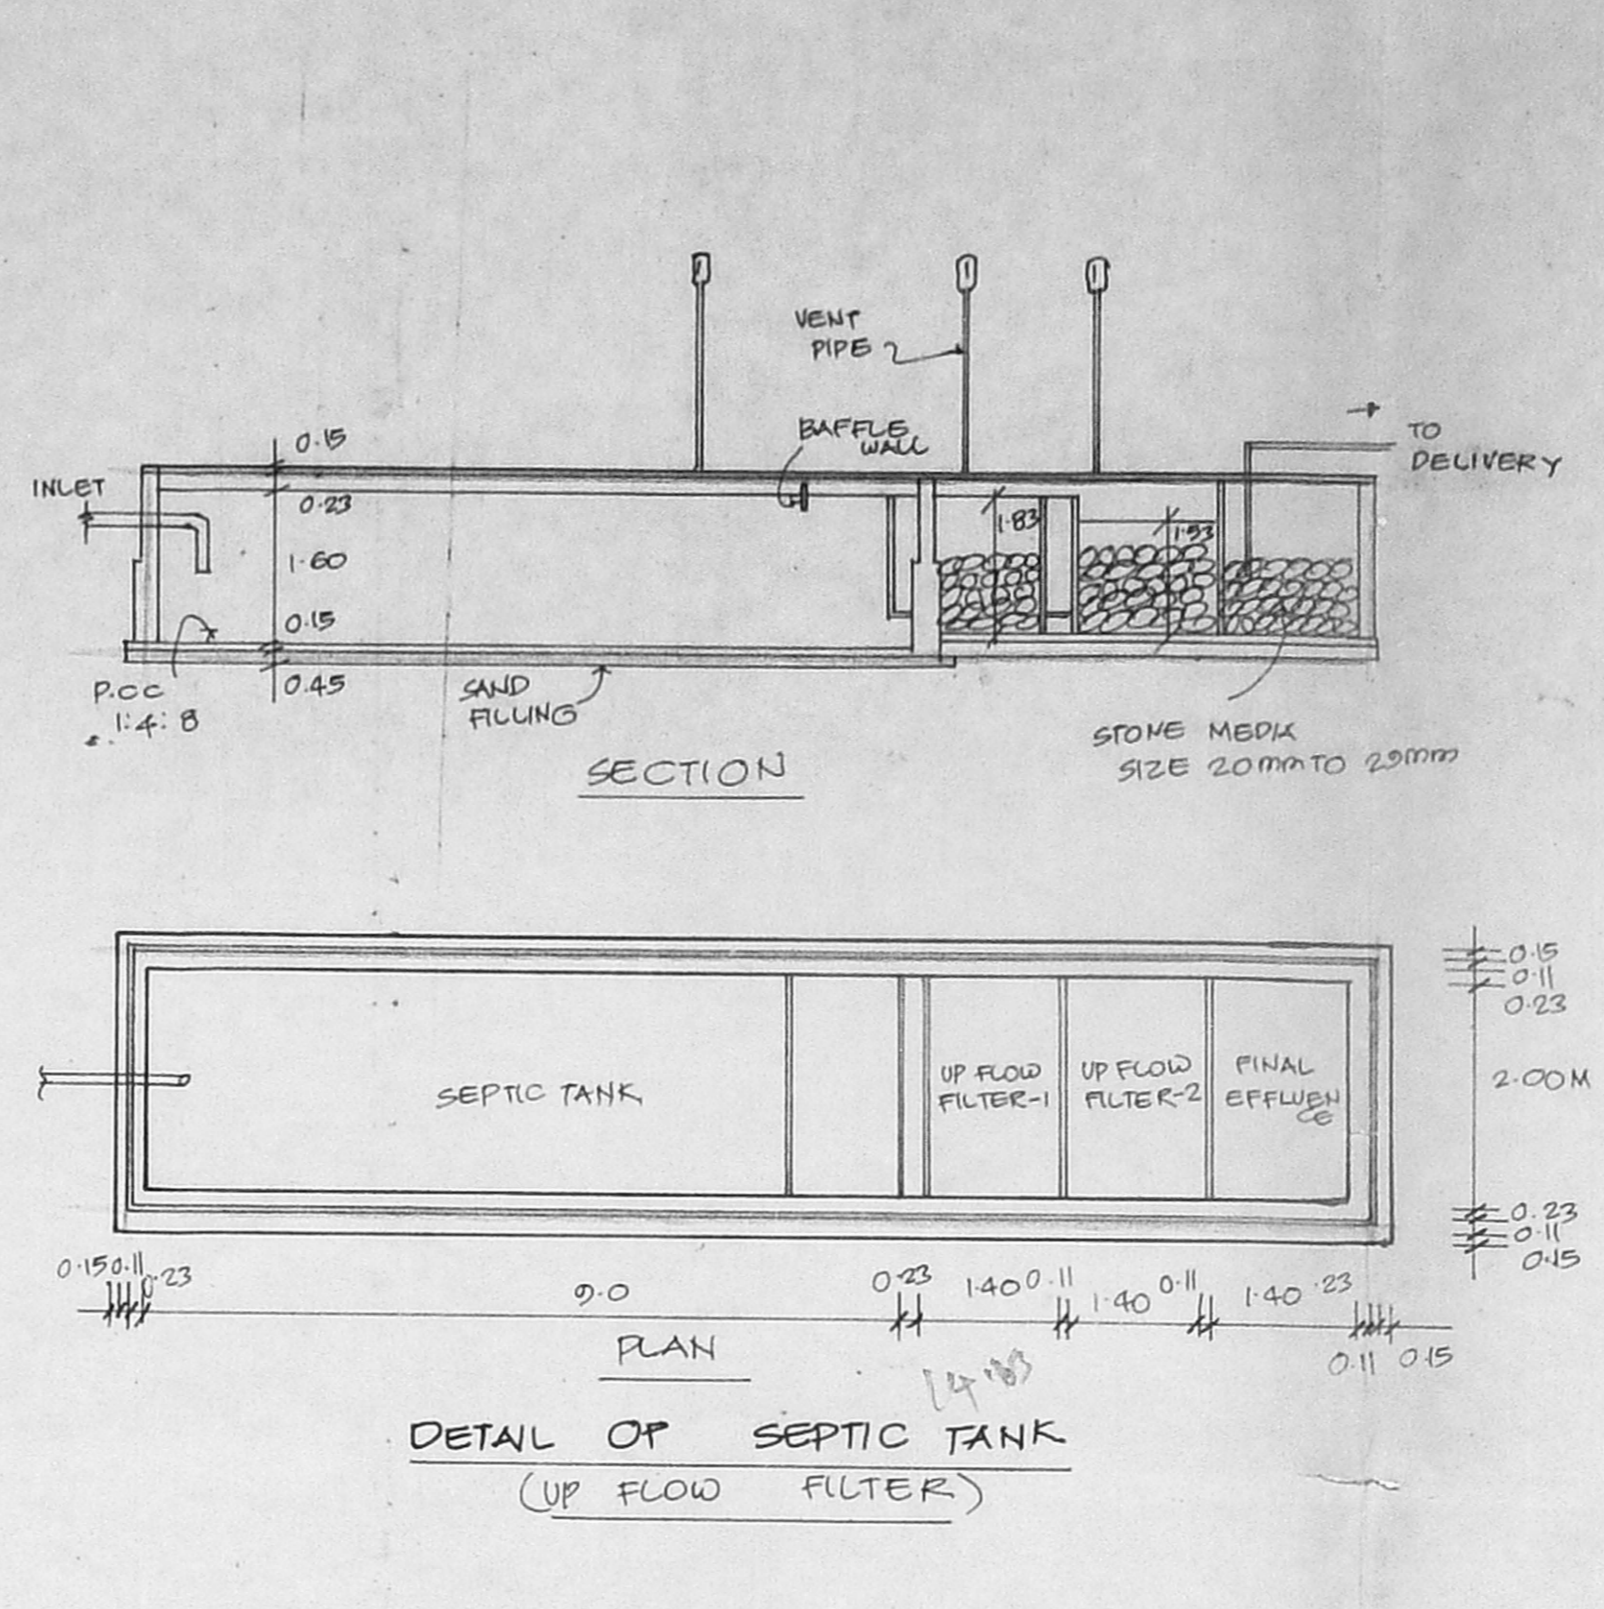 VENT
PIPE
BAFFLE
WALL
TO
DELIVERY
INLET
0.15
0.23
1.60
0.15
0.45
1.83
1.53
P.CC
1:4:8
SAND
FILLING
STONE MEDIA
SIZE 20mm TO 29mm
SECTION
SEPTIC TANK
UP FLOW
FILTER-1
UP FLOW
FILTER-2
FINAL
EFFLUEN
CE
0.15
0.11
0.23
2.00M
0.23
0.11
0.15
0.15 0.11 0.23 9.0 0.23 1.40 0.11 1.40 0.11 1.40 .23
0.11 0.15
PLAN
DETAIL OF SEPTIC TANK
(UP FLOW FILTER)